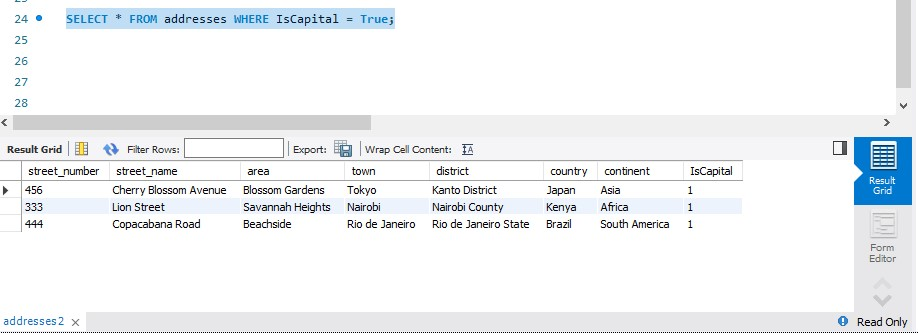 24 SELECT * FROM addresses WHERE IsCapital = True;
25
26
27
28
Result Grid Filter Rows: Export: Wrap Cell Content:
street_number street_name area town district country continent IsCapital
456 Cherry Blossom Avenue Blossom Gardens Tokyo Kanto District Japan Asia 1
333 Lion Street Savannah Heights Nairobi Nairobi County Kenya Africa 1
444 Copacabana Road Beachside Rio de Janeiro Rio de Janeiro State Brazil South America 1
Result
Grid
Form
Editor
addresses2 Read Only